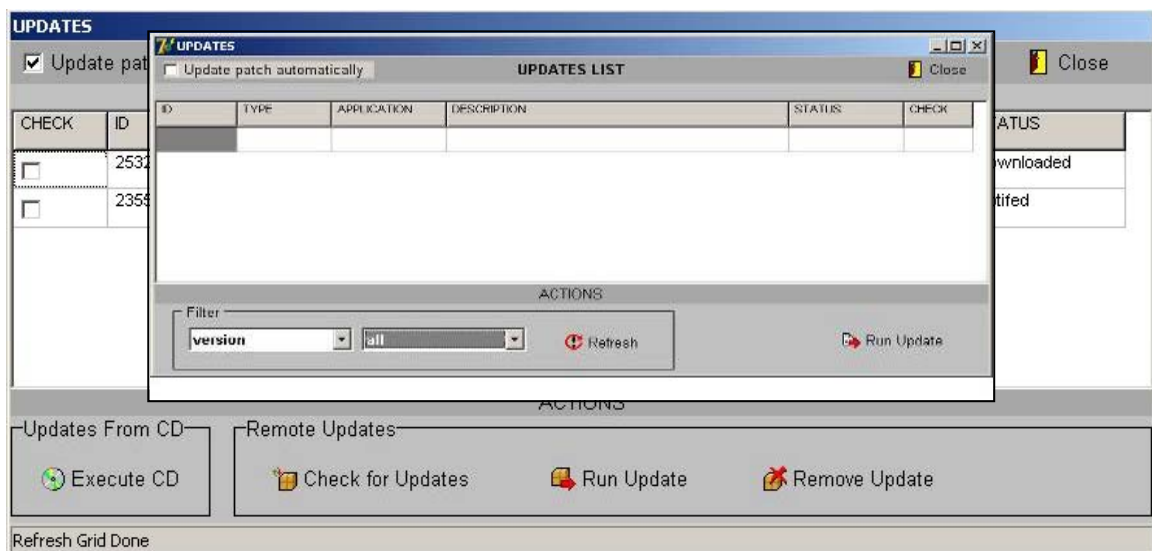 UPDATES
UPDATES
Update pat
Update patch automatically
UPDATES LIST
Close
Close
ID TYPE APPLICATION DESCRIPTION STATUS CHECK
CHECK ID ATUS
2532 ownloaded
2355 tifed
ACTIONS
Filter
version all Refresh Run Update
ACTIONS
Updates From CD Remote Updates
Execute CD Check for Updates Run Update Remove Update
Refresh Grid Done